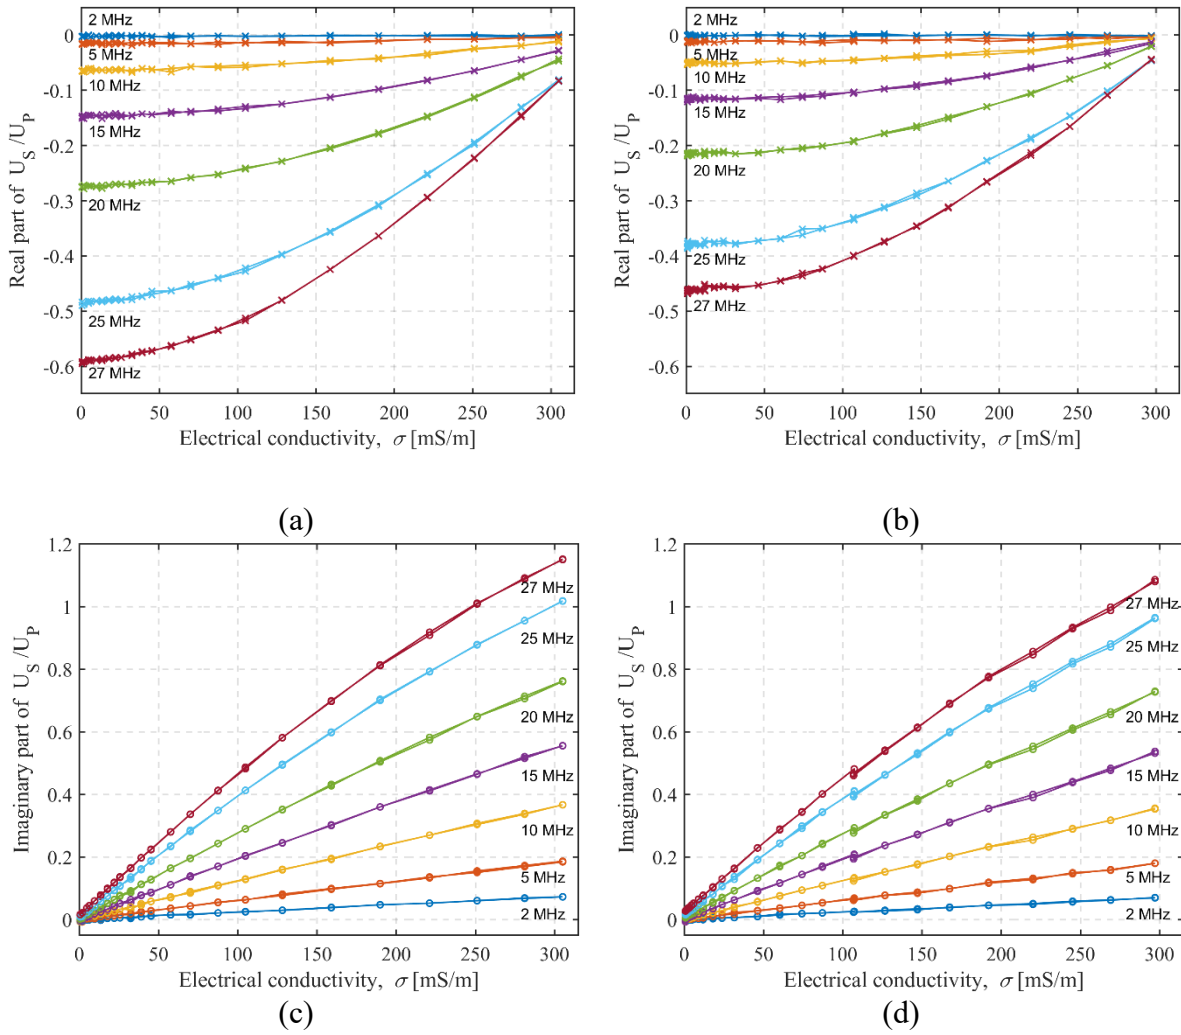 2 MHz
5 MHz
10 MHz
15 MHz
20 MHz
25 MHz
27 MHz
0
-0.1
-0.2
-0.3
-0.4
-0.5
-0.6
0 50 100 150 200 250 300
Real part of U_S /U_P
Electrical conductivity, σ [mS/m]
(a)
2 MHz
5 MHz
10 MHz
15 MHz
20 MHz
25 MHz
27 MHz
0
-0.1
-0.2
-0.3
-0.4
-0.5
-0.6
0 50 100 150 200 250 300
Real part of U_S /U_P
Electrical conductivity, σ [mS/m]
(b)
1.2
1
0.8
0.6
0.4
0.2
0
27 MHz
25 MHz
20 MHz
15 MHz
10 MHz
5 MHz
2 MHz
0 50 100 150 200 250 300
Imaginary part of U_S /U_P
Electrical conductivity, σ [mS/m]
(c)
1.2
1
0.8
0.6
0.4
0.2
0
27 MHz
25 MHz
20 MHz
15 MHz
10 MHz
5 MHz
2 MHz
0 50 100 150 200 250 300
Imaginary part of U_S /U_P
Electrical conductivity, σ [mS/m]
(d)